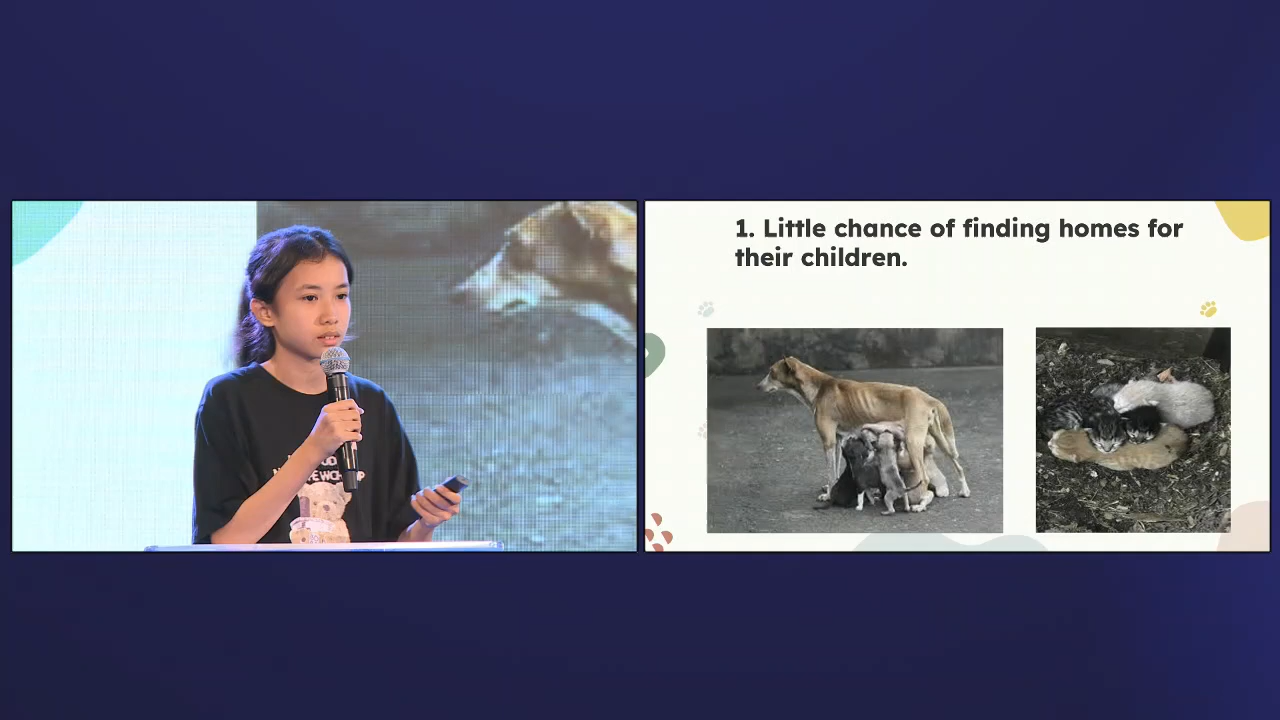 1. Little chance of finding homes for
their children.